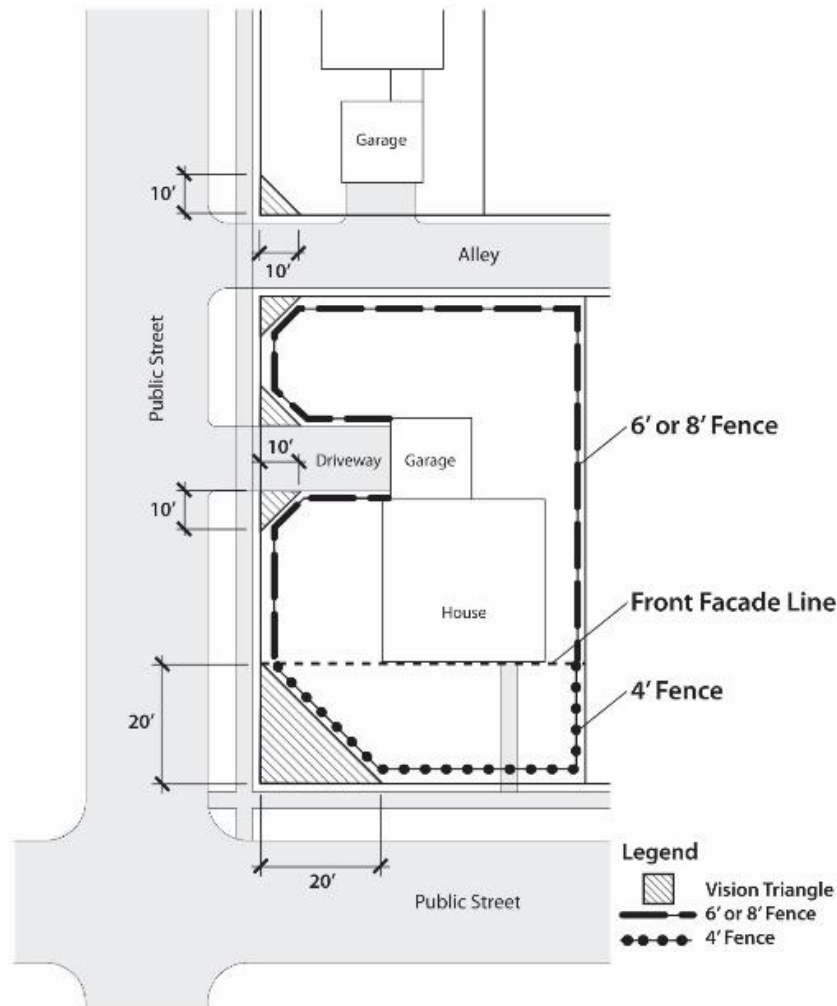 Garage
10’
Alley
10’
Public Street
6’ or 8’ Fence
10’
Driveway
Garage
10’
House
Front Facade Line
4’ Fence
20’
20’
Public Street
Legend
Vision Triangle
6’ or 8’ Fence
4’ Fence